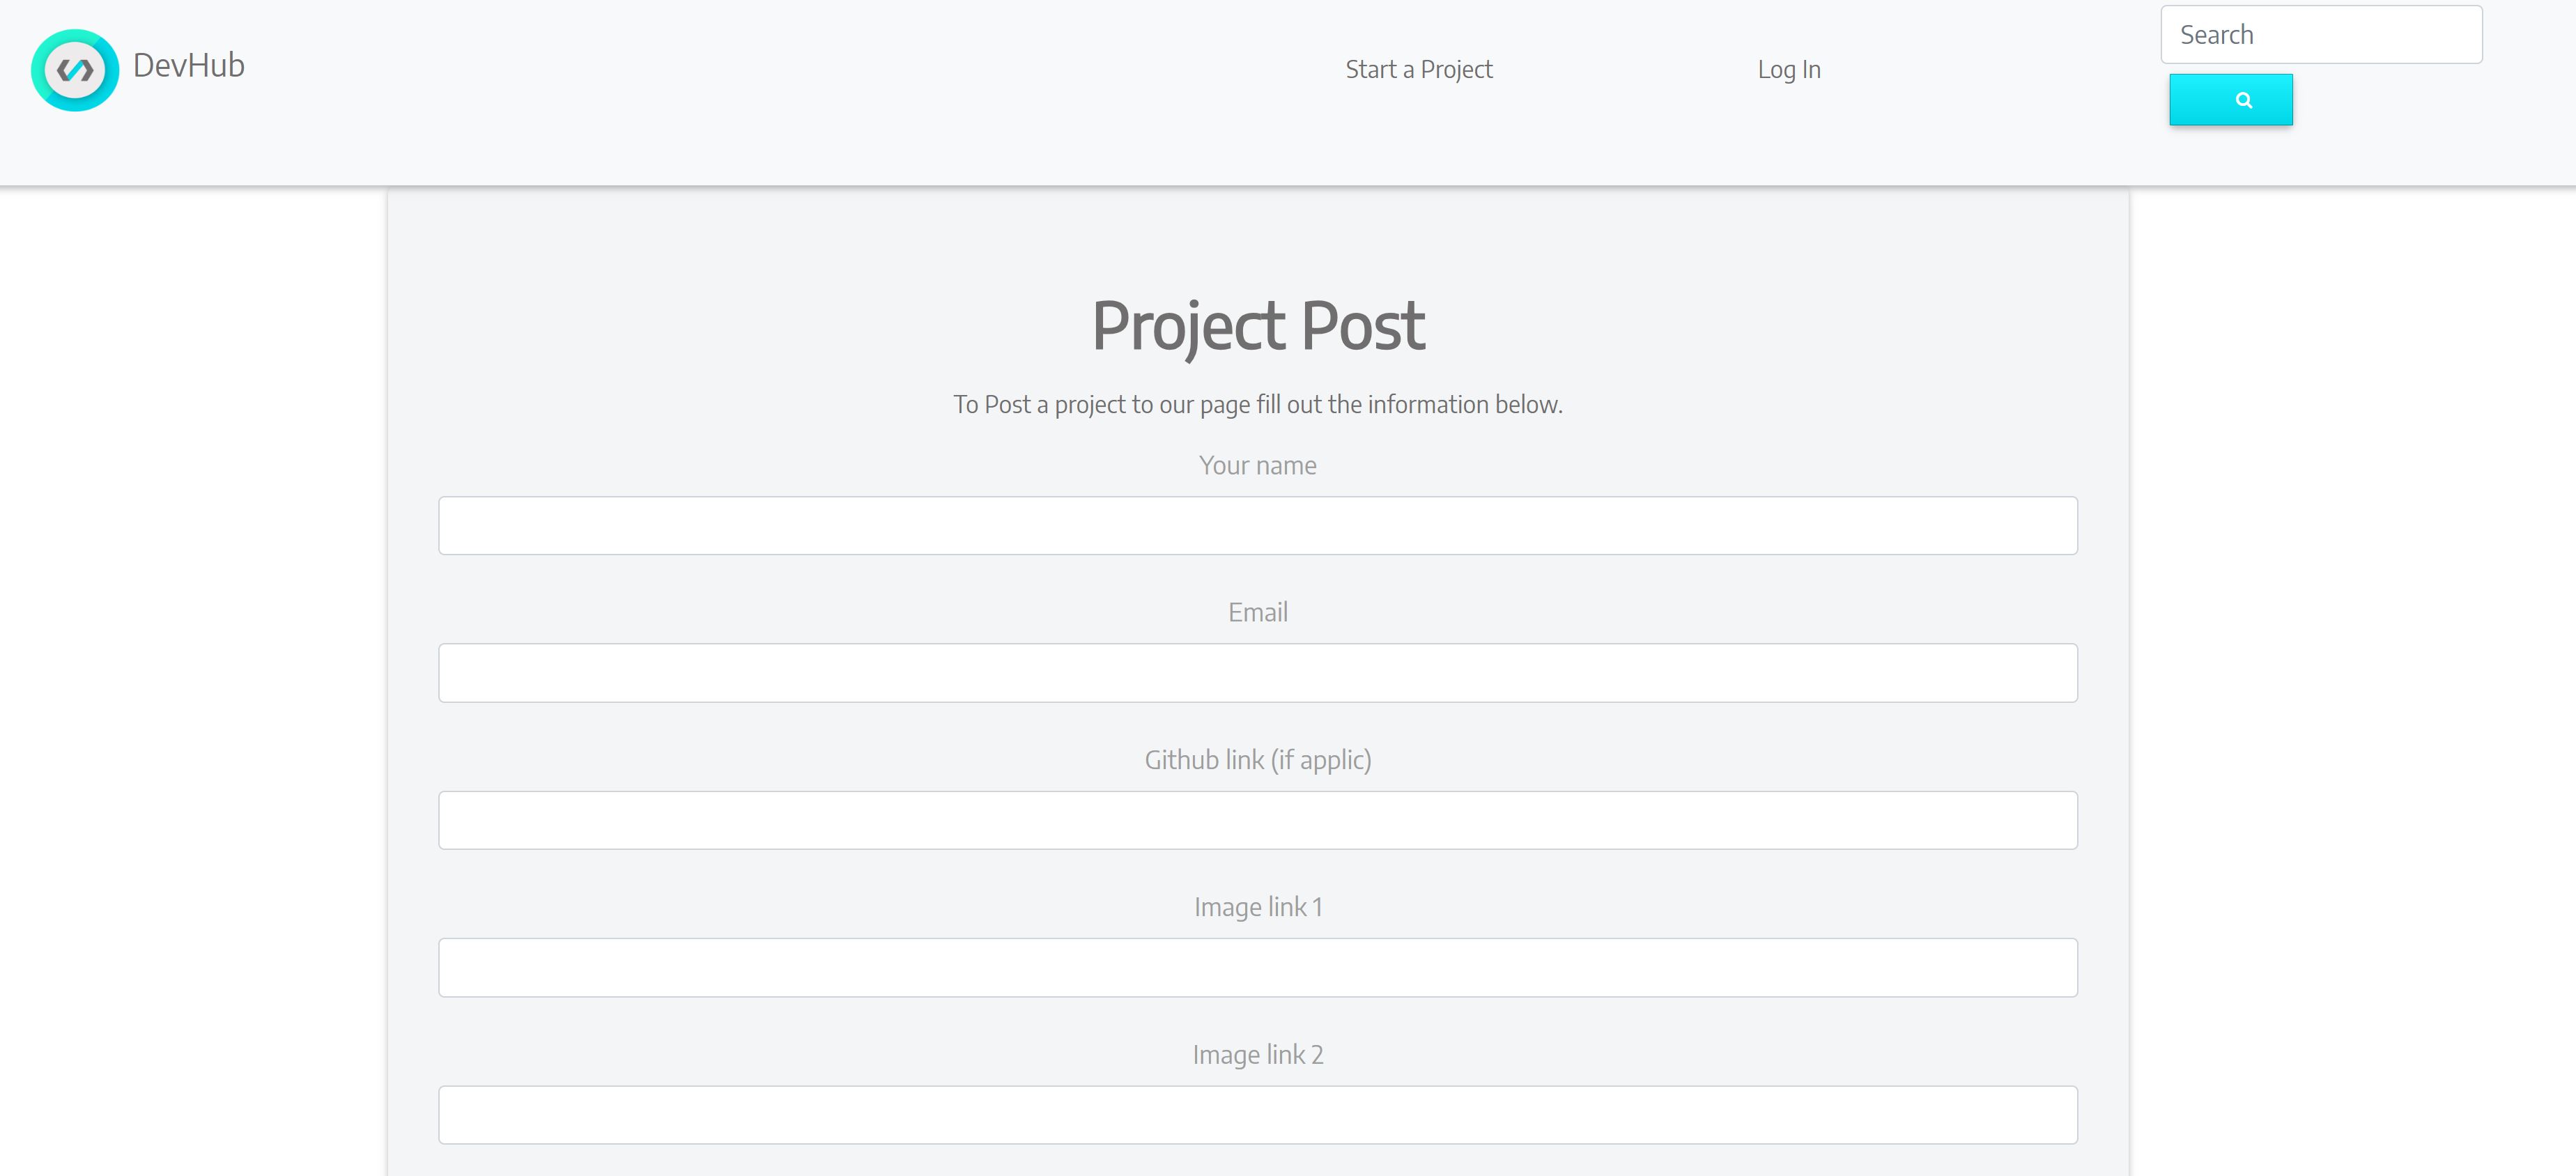 DevHub
Start a Project
Log In
Search
Project Post
To Post a project to our page fill out the information below.
Your name
Email
Github link (if applic)
Image link 1
Image link 2